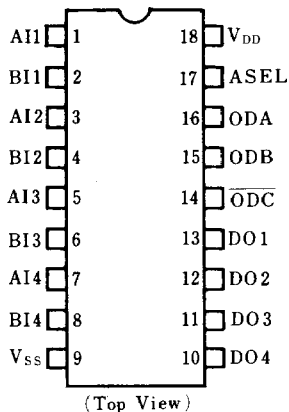 AI1 1 18 VDD
BI1 2 17 ASEL
AI2 3 16 ODA
BI2 4 15 ODB
AI3 5 14 O̅D̅C̅
BI3 6 13 DO1
AI4 7 12 DO2
BI4 8 11 DO3
VSS 9 10 DO4
(Top View)